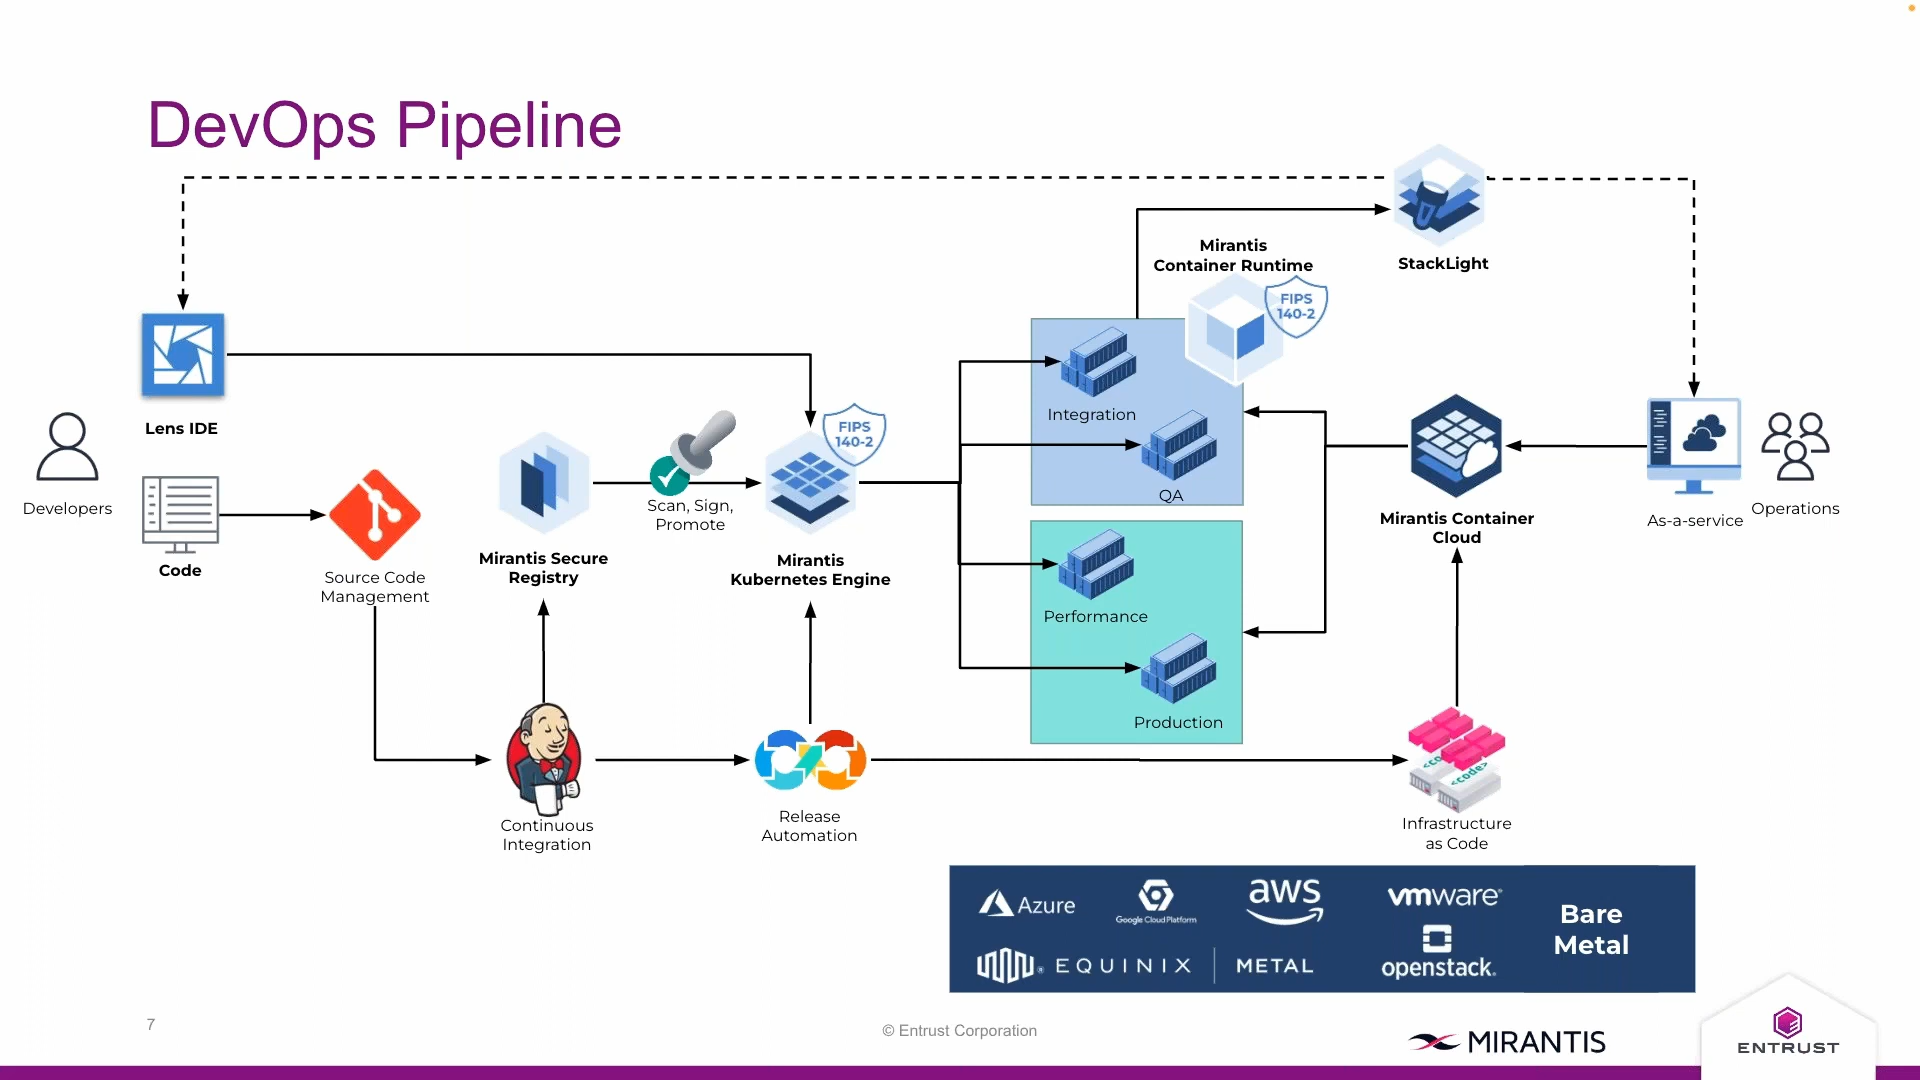 DevOps Pipeline
Mirantis
Container Runtime
FIPS
140-2
StackLight
Lens IDE
Developers
Code
Source Code
Management
Mirantis Secure
Registry
Scan, Sign,
Promote
FIPS
140-2
Mirantis
Kubernetes Engine
Integration
QA
Performance
Production
Mirantis Container
Cloud
As-a-service
Operations
Continuous
Integration
Release
Automation
<code>
Infrastructure
as Code
Azure
Google Cloud Platform
aws
vmware®
Bare
Metal
EQUINIX | METAL
openstack.
7
© Entrust Corporation
MIRANTIS
ENTRUST